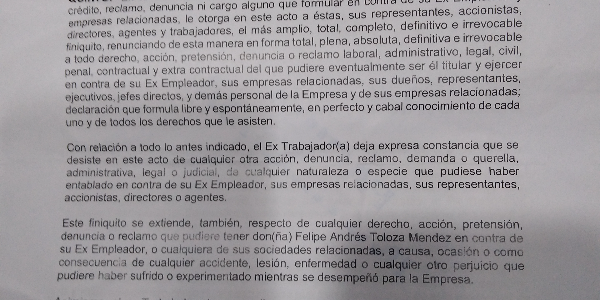 crédito, reclamo, denuncia ni cargo alguno que formular en contra de su Ex
empresas relacionadas, le otorga en este acto a éstas, sus representantes, accionistas,
directores, agentes y trabajadores, el más amplio, total, completo, definitivo e irrevocable
finiquito, renunciando de esta manera en forma total, plena, absoluta, definitiva e irrevocable
a todo derecho, acción, pretensión, denuncia o reclamo laboral, administrativo, legal, civil,
penal, contractual y extra contractual del que pudiere eventualmente ser él titular y ejercer
en contra de su Ex Empleador, sus empresas relacionadas, sus dueños, representantes,
ejecutivos, jefes directos, y demás personal de la Empresa y de sus empresas relacionadas;
declaración que formula libre y espontáneamente, en perfecto y cabal conocimiento de cada
uno y de todos los derechos que le asisten.
Con relación a todo lo antes indicado, el Ex Trabajador(a) deja expresa constancia que se
desiste en este acto de cualquier otra acción, denuncia, reclamo, demanda o querella,
administrativa, legal o judicial, de cualquier naturaleza o especie que pudiese haber
entablado en contra de su Ex Empleador, sus empresas relacionadas, sus representantes,
accionistas, directores o agentes.
Este finiquito se extiende, también, respecto de cualquier derecho, acción, pretensión,
denuncia o reclamo que pudiere tener don(ña) Felipe Andrés Toloza Mendez en contra de
su Ex Empleador, o cualquiera de sus sociedades relacionadas, a causa, ocasión o como
consecuencia de cualquier accidente, lesión, enfermedad o cualquier otro perjuicio que
pudiere haber sufrido o experimentado mientras se desempeñó para la Empresa.